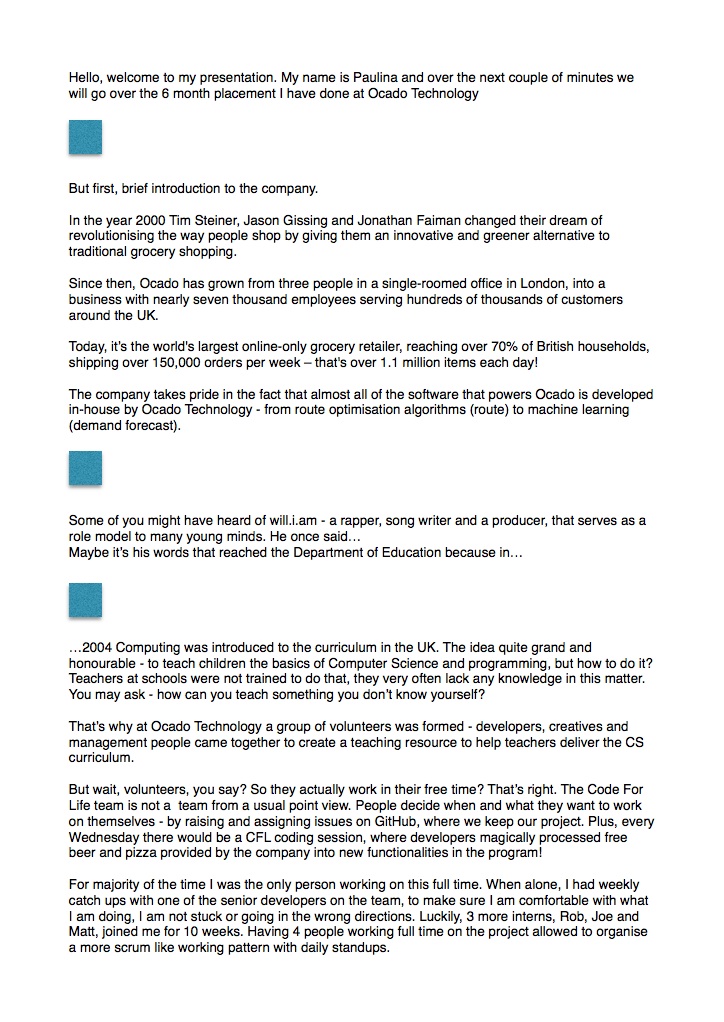 Hello, welcome to my presentation. My name is Paulina and over the next couple of minutes we
will go over the 6 month placement I have done at Ocado Technology
But first, brief introduction to the company.
In the year 2000 Tim Steiner, Jason Gissing and Jonathan Faiman changed their dream of
revolutionising the way people shop by giving them an innovative and greener alternative to
traditional grocery shopping.
Since then, Ocado has grown from three people in a single-roomed office in London, into a
business with nearly seven thousand employees serving hundreds of thousands of customers
around the UK.
Today, it’s the world's largest online-only grocery retailer, reaching over 70% of British households,
shipping over 150,000 orders per week – that's over 1.1 million items each day!
The company takes pride in the fact that almost all of the software that powers Ocado is developed
in-house by Ocado Technology - from route optimisation algorithms (route) to machine learning
(demand forecast).
Some of you might have heard of will.i.am - a rapper, song writer and a producer, that serves as a
role model to many young minds. He once said…
Maybe it’s his words that reached the Department of Education because in…
…2004 Computing was introduced to the curriculum in the UK. The idea quite grand and
honourable - to teach children the basics of Computer Science and programming, but how to do it?
Teachers at schools were not trained to do that, they very often lack any knowledge in this matter.
You may ask - how can you teach something you don’t know yourself?
That’s why at Ocado Technology a group of volunteers was formed - developers, creatives and
management people came together to create a teaching resource to help teachers deliver the CS
curriculum.
But wait, volunteers, you say? So they actually work in their free time? That’s right. The Code For
Life team is not a  team from a usual point view. People decide when and what they want to work
on themselves - by raising and assigning issues on GitHub, where we keep our project. Plus, every
Wednesday there would be a CFL coding session, where developers magically processed free
beer and pizza provided by the company into new functionalities in the program!
For majority of the time I was the only person working on this full time. When alone, I had weekly
catch ups with one of the senior developers on the team, to make sure I am comfortable with what
I am doing, I am not stuck or going in the wrong directions. Luckily, 3 more interns, Rob, Joe and
Matt, joined me for 10 weeks. Having 4 people working full time on the project allowed to organise
a more scrum like working pattern with daily standups.